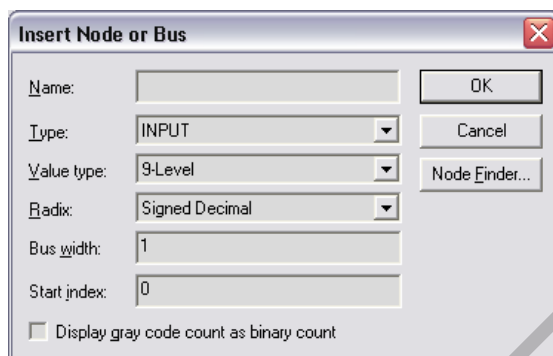 Insert Node or Bus
Name:
OK
Type: INPUT
Cancel
Value type: 9-Level
Node Finder...
Radix: Signed Decimal
Bus width: 1
Start index: 0
Display gray code count as binary count